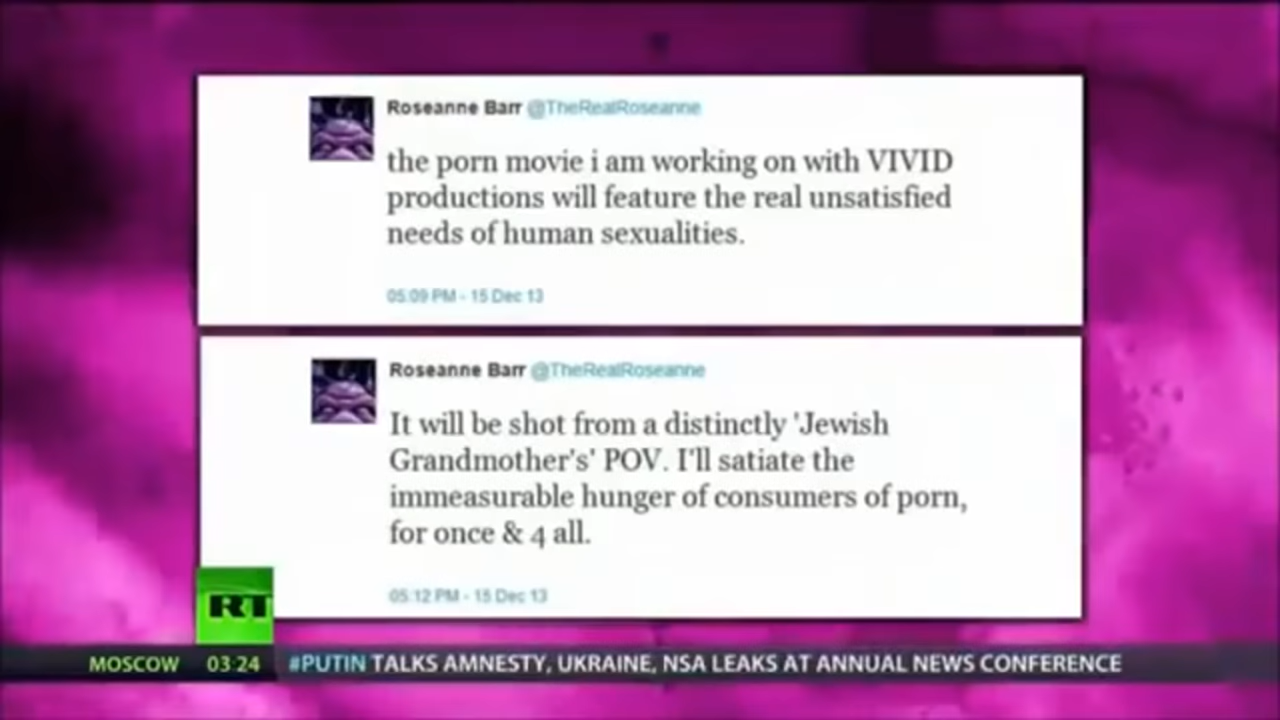 Roseanne Barr @TheRealRoseanne
the porn movie i am working on with VIVID
productions will feature the real unsatisfied
needs of human sexualities.
05:09 PM - 15 Dec 13
Roseanne Barr @TheRealRoseanne
It will be shot from a distinctly 'Jewish
Grandmother's' POV. I'll satiate the
immeasurable hunger of consumers of porn,
for once & 4 all.
05:12 PM - 15 Dec 13
RT
MOSCOW 03:24 #PUTIN TALKS AMNESTY, UKRAINE, NSA LEAKS AT ANNUAL NEWS CONFERENCE